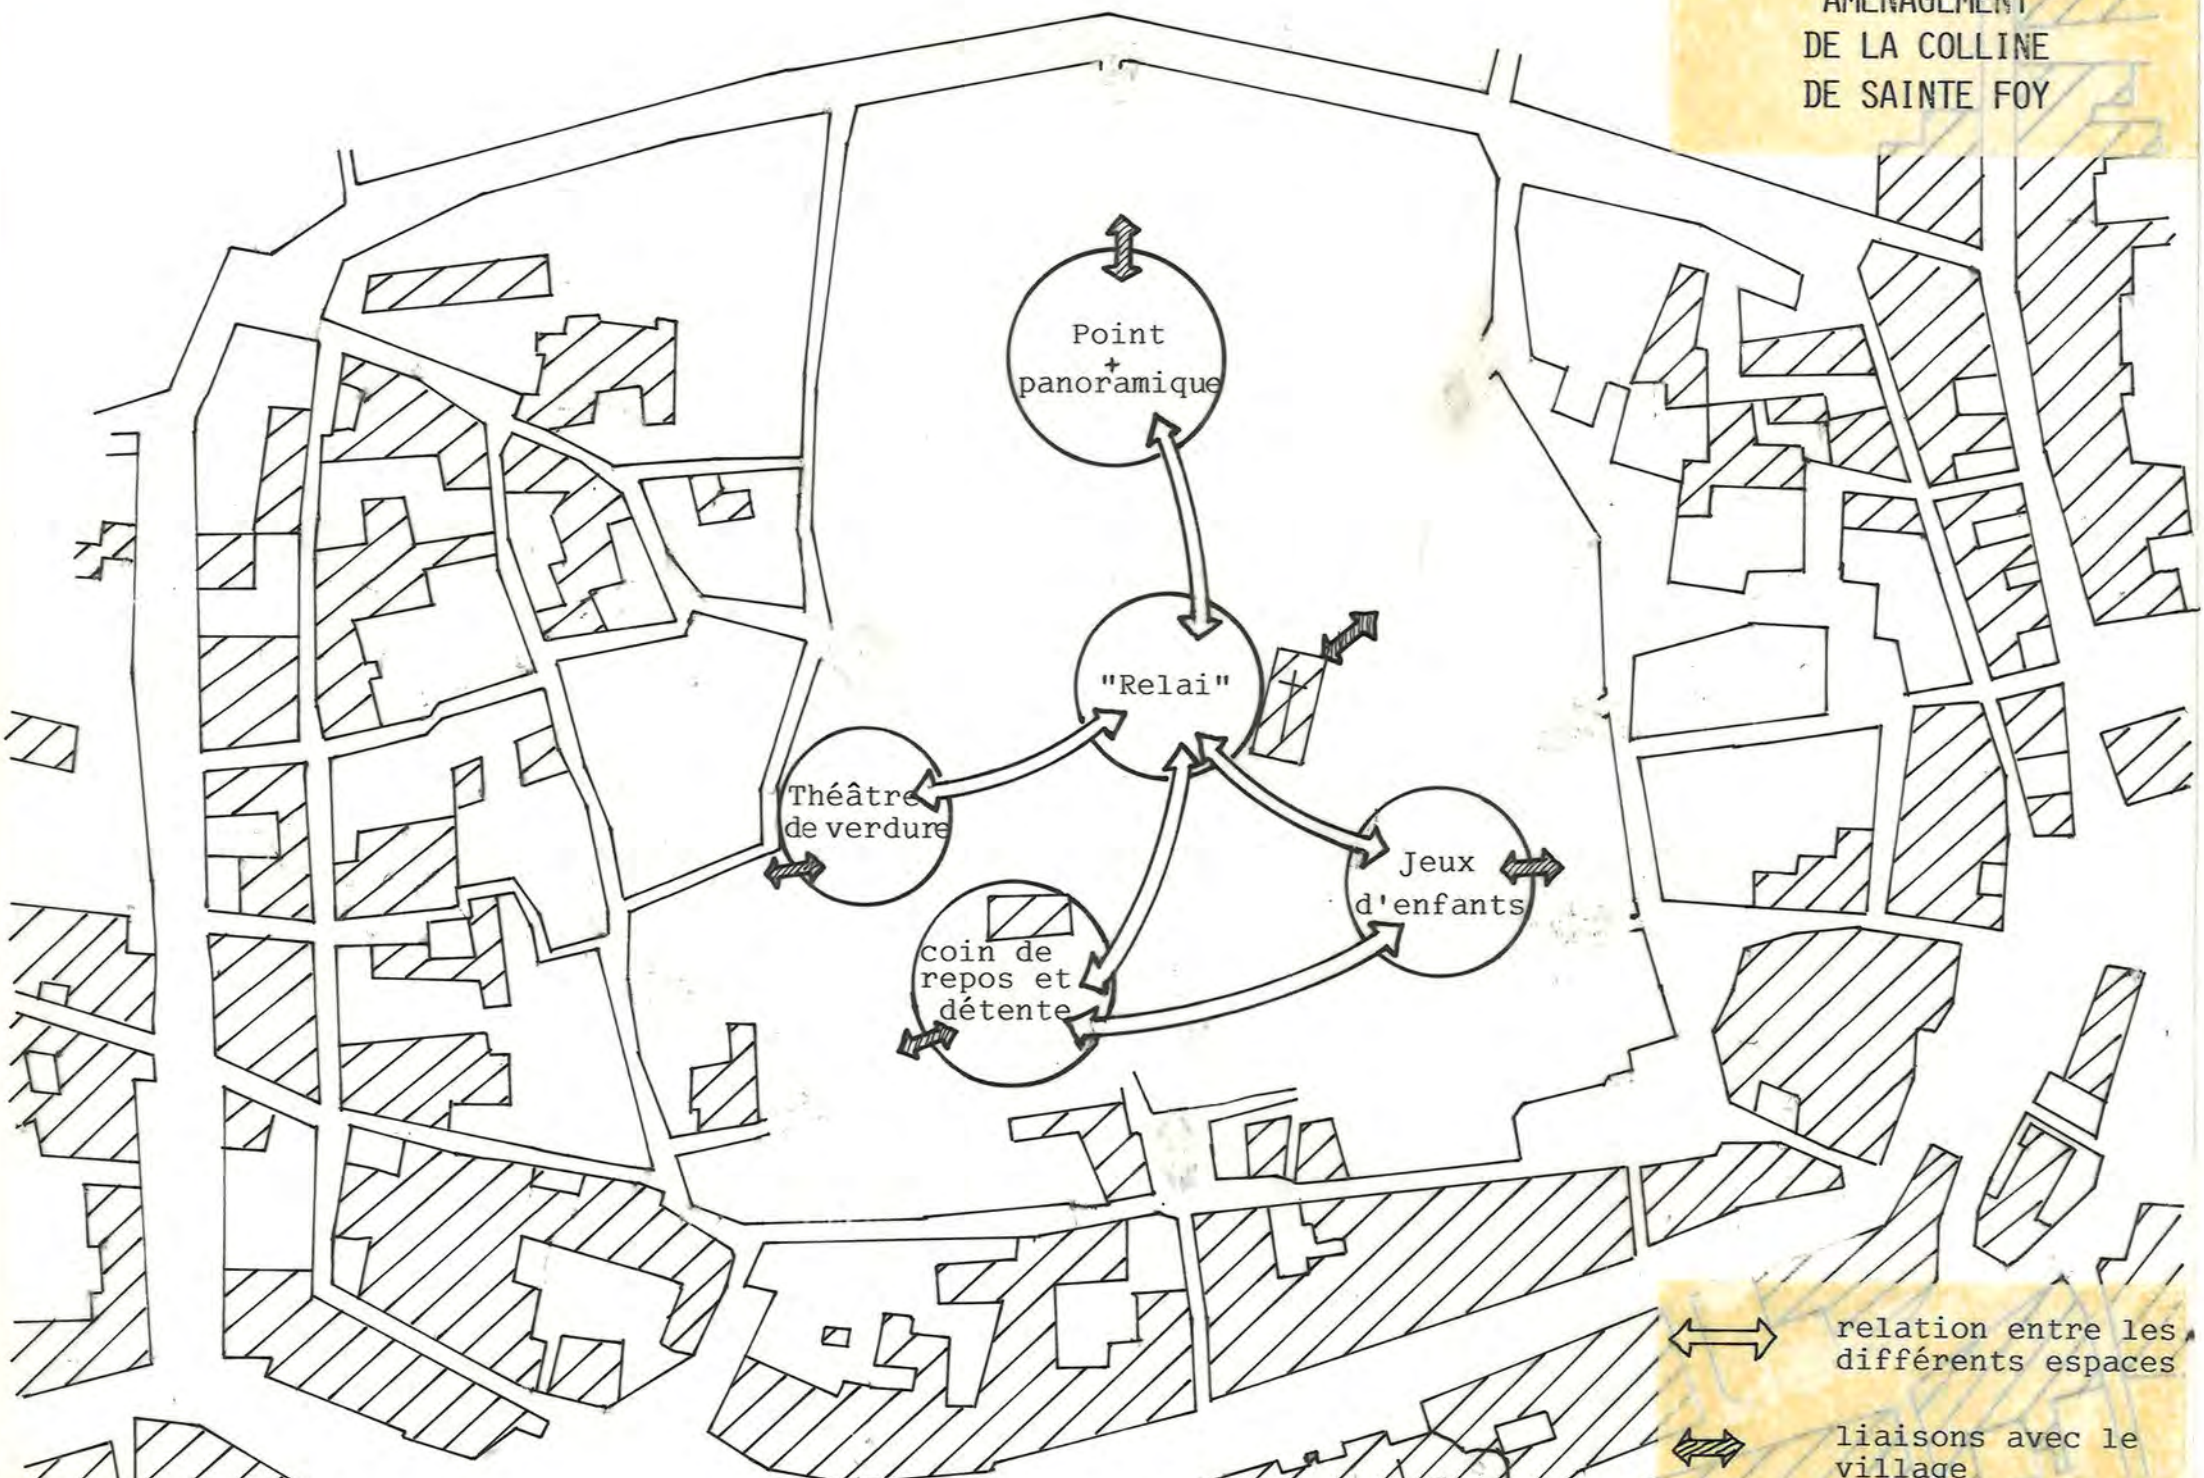 AMENAGEMENT
DE LA COLLINE
DE SAINTE FOY
Point
+
panoramique
"Relai"
Théâtre
de verdure
Jeux
d'enfants
coin de
repos et
détente
relation entre les
différents espaces
liaisons avec le
village